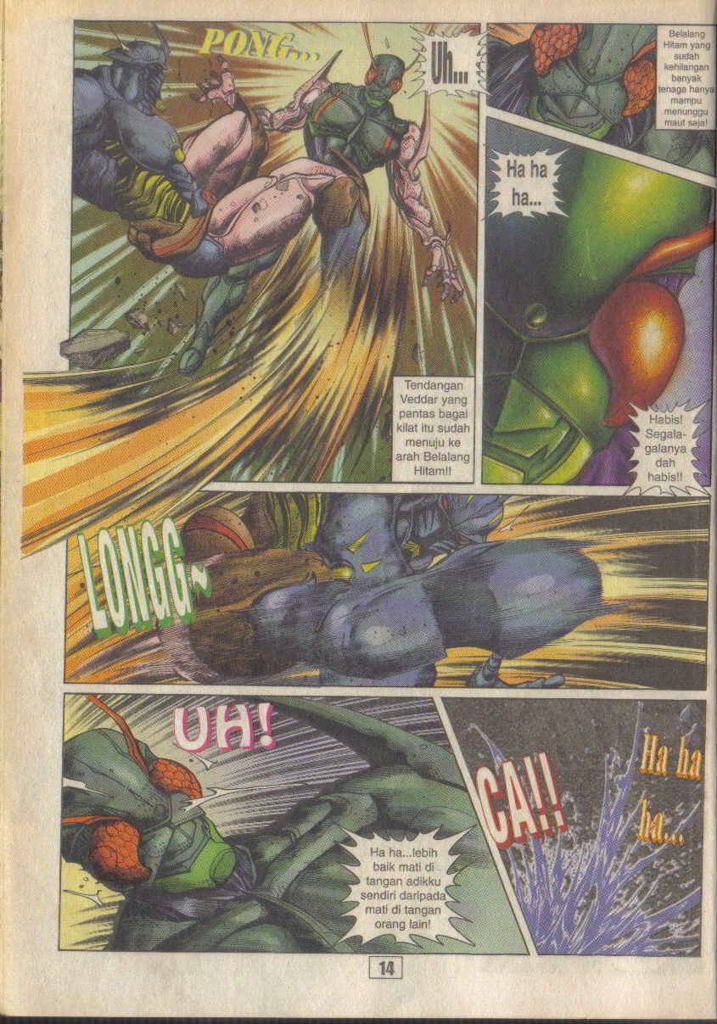 PONG...
Uh...
Tendangan
Veddar yang
pantas bagai
kilat itu sudah
menuju ke
arah Belalang
Hitam!!
Belalang
Hitam yang
sudah
kehilangan
banyak
tenaga hanya
mampu
menunggu
maut saja!
Ha ha
ha...
Habis!
Segala-
galanya
dah
habis!!
LONGG~
UH!
Ha ha...lebih
baik mati di
tangan adikku
sendiri daripada
mati di tangan
orang lain!
CA!!
Ha ha
ha...
14